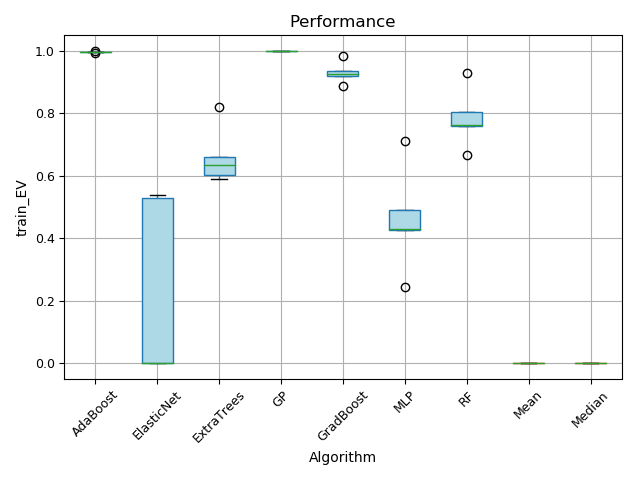 Performance
train_EV
1.0
0.8
0.6
0.4
0.2
0.0
AdaBoost
ElasticNet
ExtraTrees
GP
GradBoost
MLP
RF
Mean
Median
Algorithm